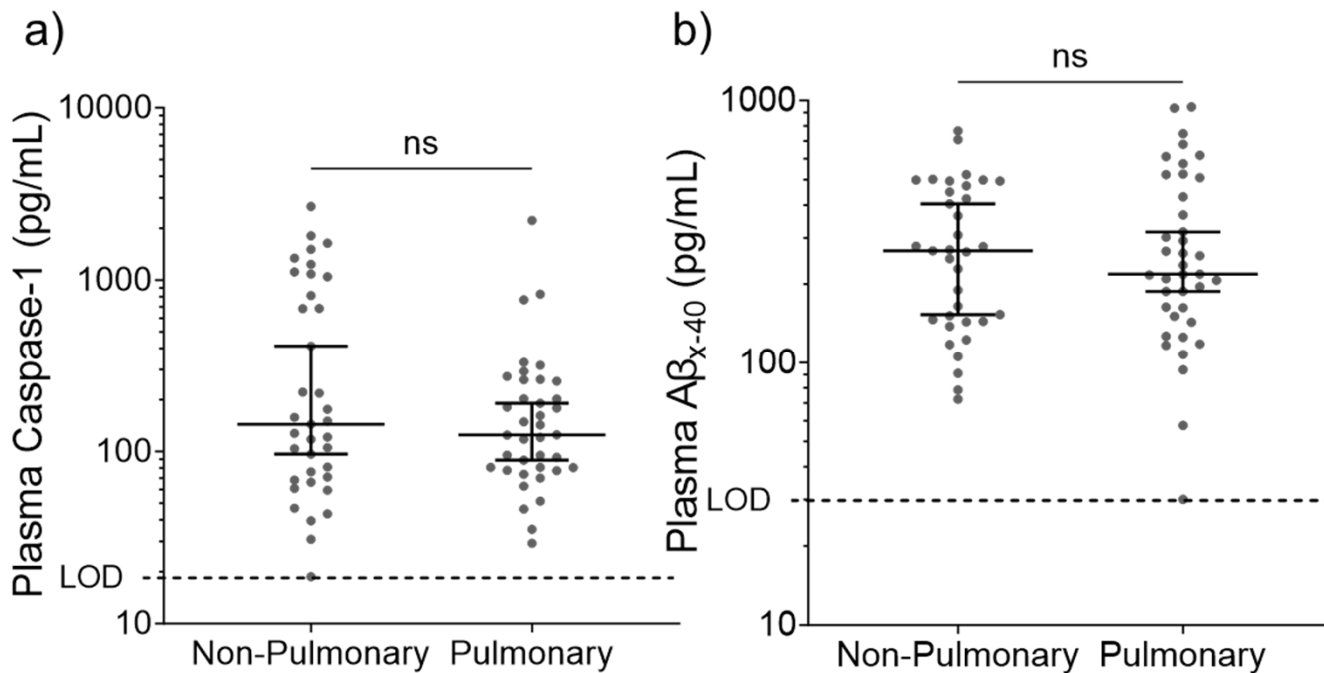 a)
Plasma Caspase-1 (pg/mL)
10000
1000
100
10
LOD
ns
Non-Pulmonary
Pulmonary
b)
Plasma Aβx-40 (pg/mL)
1000
100
10
LOD
ns
Non-Pulmonary
Pulmonary